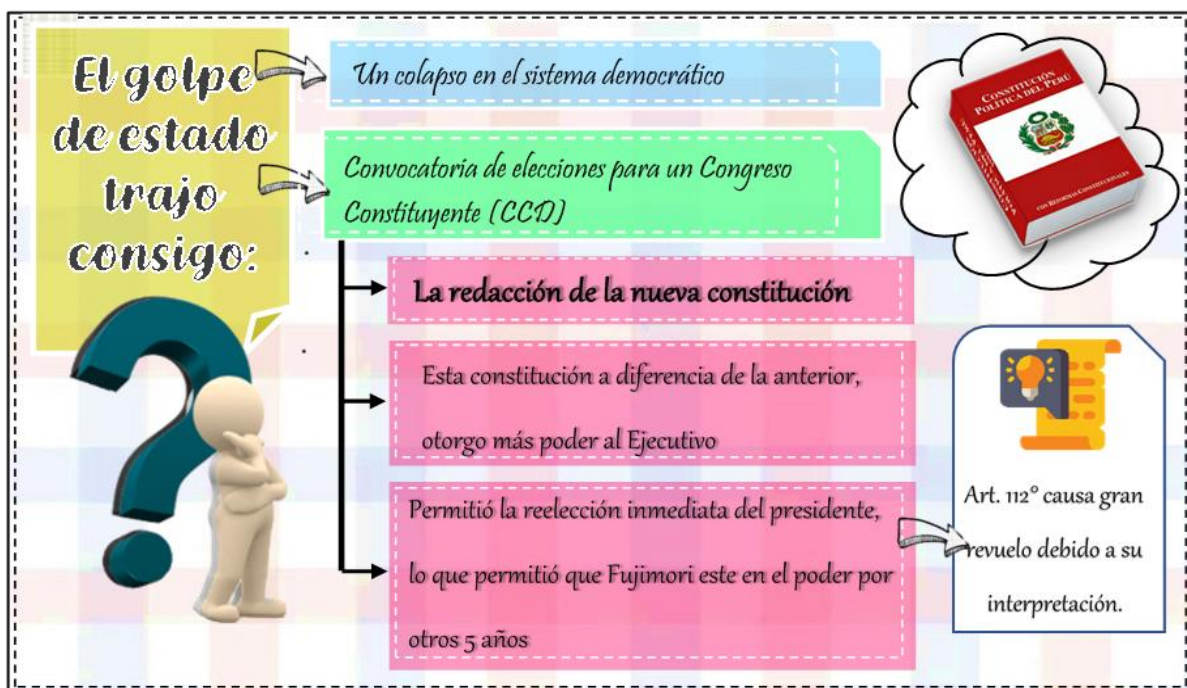 El golpe
de estado
trajo
consigo:
Un colapso en el sistema democrático
Convocatoria de elecciones para un Congreso
Constituyente (CCD)
La redacción de la nueva constitución
Esta constitución a diferencia de la anterior,
otorgo más poder al Ejecutivo
Permitió la reelección inmediata del presidente,
lo que permitió que Fujimori este en el poder por
otros 5 años
CONSTITUCIÓN
POLÍTICA DEL PERÚ
CON REFORMAS CONSTITUCIONALES
Art. 112° causa gran
revuelo debido a su
interpretación.